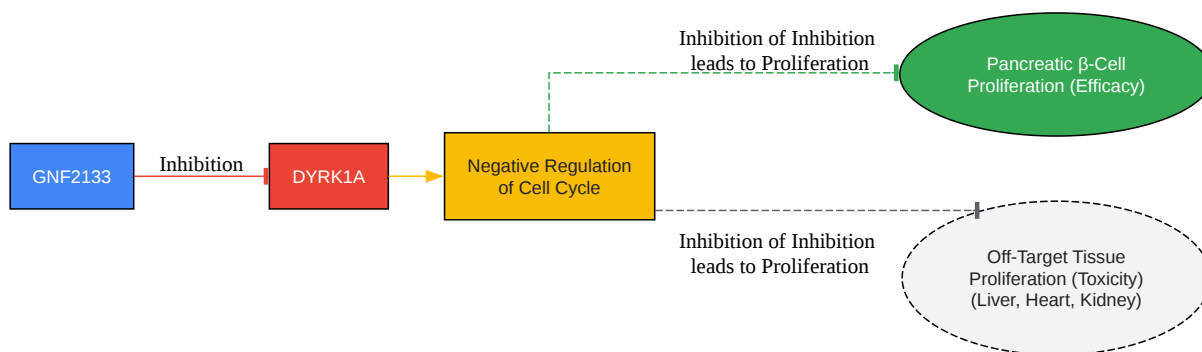 GNF2133
Inhibition
DYRK1A
Negative Regulation
of Cell Cycle
Inhibition of Inhibition
leads to Proliferation
Pancreatic β-Cell
Proliferation (Efficacy)
Inhibition of Inhibition
leads to Proliferation
Off-Target Tissue
Proliferation (Toxicity)
(Liver, Heart, Kidney)